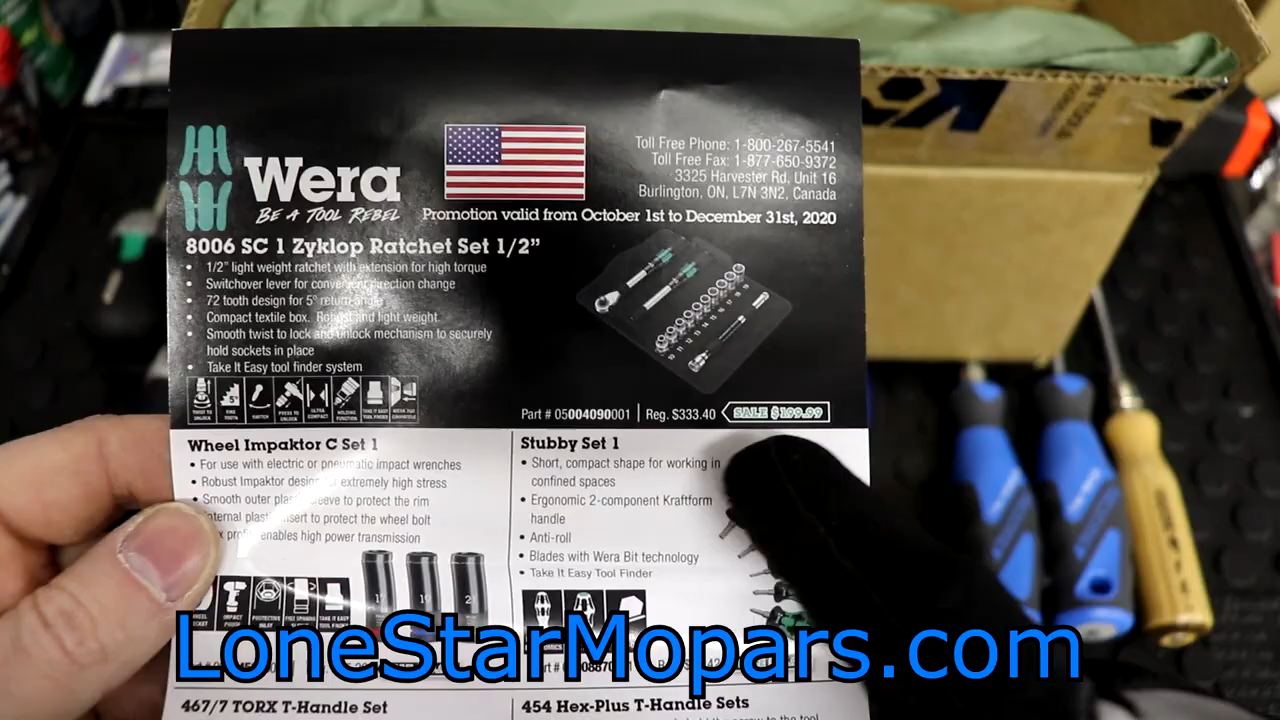 Wera
BE A TOOL REBEL
Toll Free Phone: 1-800-267-5541
Toll Free Fax: 1-877-650-9372
3325 Harvester Rd, Unit 16
Burlington, ON, L7N 3N2, Canada
Promotion valid from October 1st to December 31st, 2020
8006 SC 1 Zyklop Ratchet Set 1/2"
• 1/2" light weight ratchet with extension for high torque
• Switchover lever for convenient direction change
• 72 tooth design for 5° return angle
• Compact textile box. Robust and light weight.
• Smooth twist to lock and unlock mechanism to securely
hold sockets in place
• Take It Easy tool finder system
Part # 05004090001 | Reg. $333.40 SALE $199.99
Wheel Impaktor C Set 1
• For use with electric or pneumatic impact wrenches
• Robust Impaktor design for extremely high stress
• Smooth outer plastic sleeve to protect the rim
internal plastic insert to protect the wheel bolt
enables high power transmission
17 19
Stubby Set 1
• Short, compact shape for working in
confined spaces
• Ergonomic 2-component Kraftform
handle
• Anti-roll
• Blades with Wera Bit technology
• Take It Easy Tool Finder
LoneStarMopars.com
467/7 TORX T-Handle Set
454 Hex-Plus T-Handle Sets